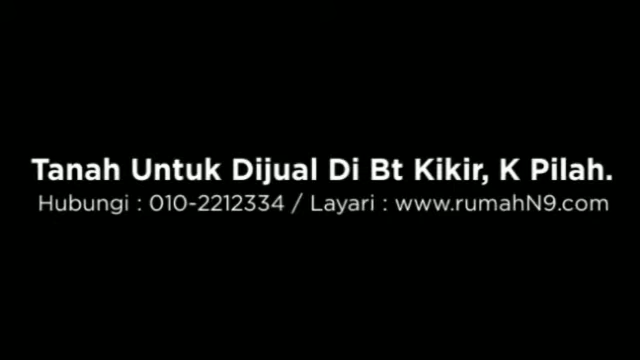 Tanah Untuk Dijual Di Bt Kikir, K Pilah.
Hubungi : 010-2212334 / Layari : www.rumahN9.com